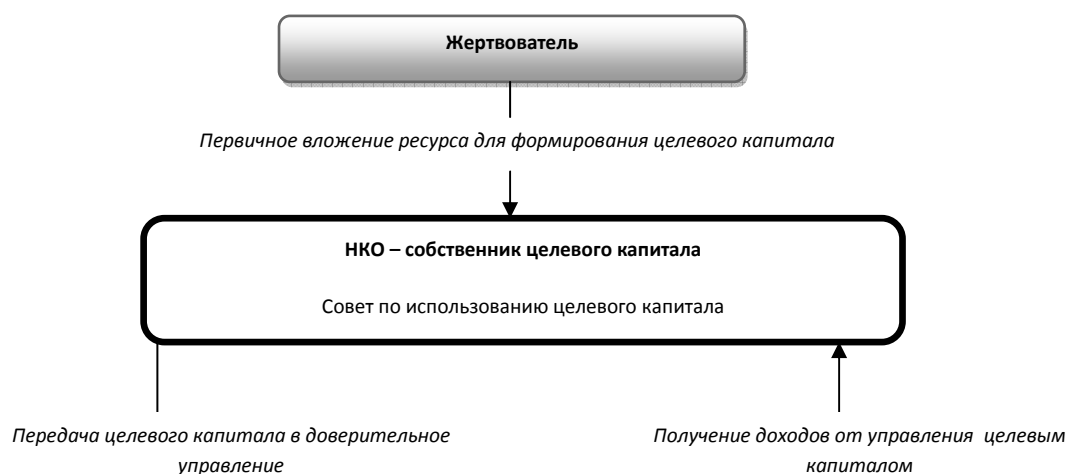 Жертвователь
Первичное вложение ресурса для формирования целевого капитала
НКО – собственник целевого капитала
Совет по использованию целевого капитала
Передача целевого капитала в доверительное
управление
Получение доходов от управления целевым
капиталом